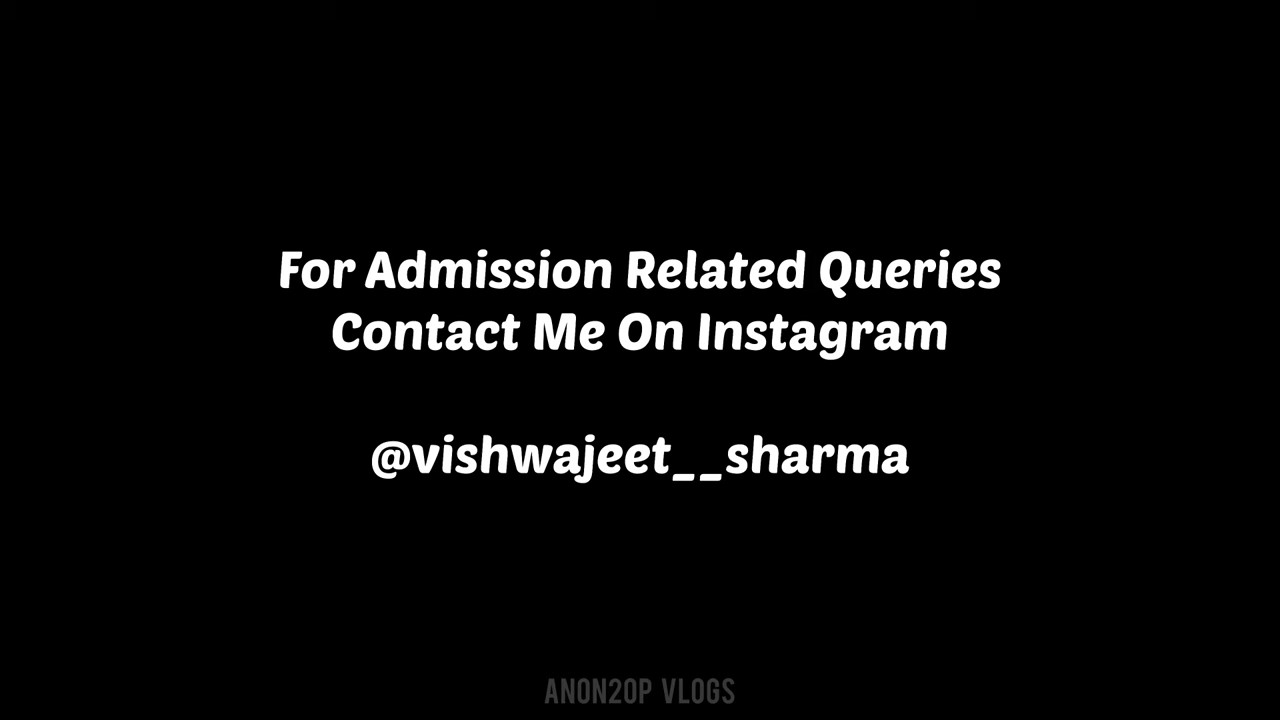 For Admission Related Queries
Contact Me On Instagram
@vishwajeet__sharma
ANON2OP VLOGS